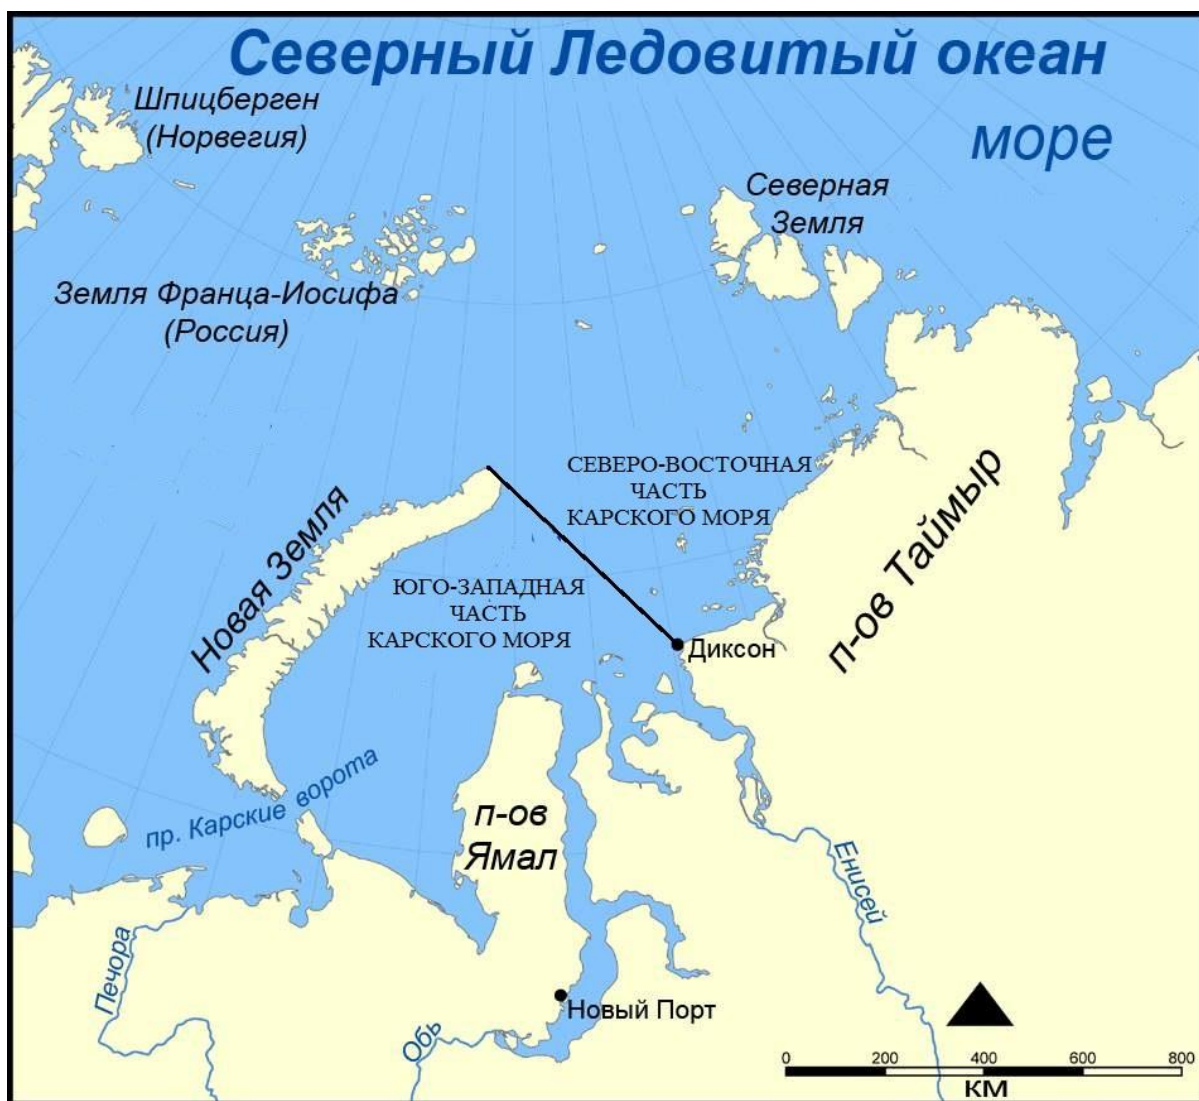 Северный Ледовитый океан
море
Шпицберген
(Норвегия)
Северная
Земля
Земля Франца-Иосифа
(Россия)
СЕВЕРО-ВОСТОЧНАЯ
ЧАСТЬ
КАРСКОГО МОРЯ
Новая Земля
ЮГО-ЗАПАДНАЯ
ЧАСТЬ
КАРСКОГО МОРЯ
п-ов Таймыр
Диксон
пр. Карские ворота
п-ов
Ямал
Енисей
Печора
Новый Порт
Обь
0 200 400 600 800
КМ